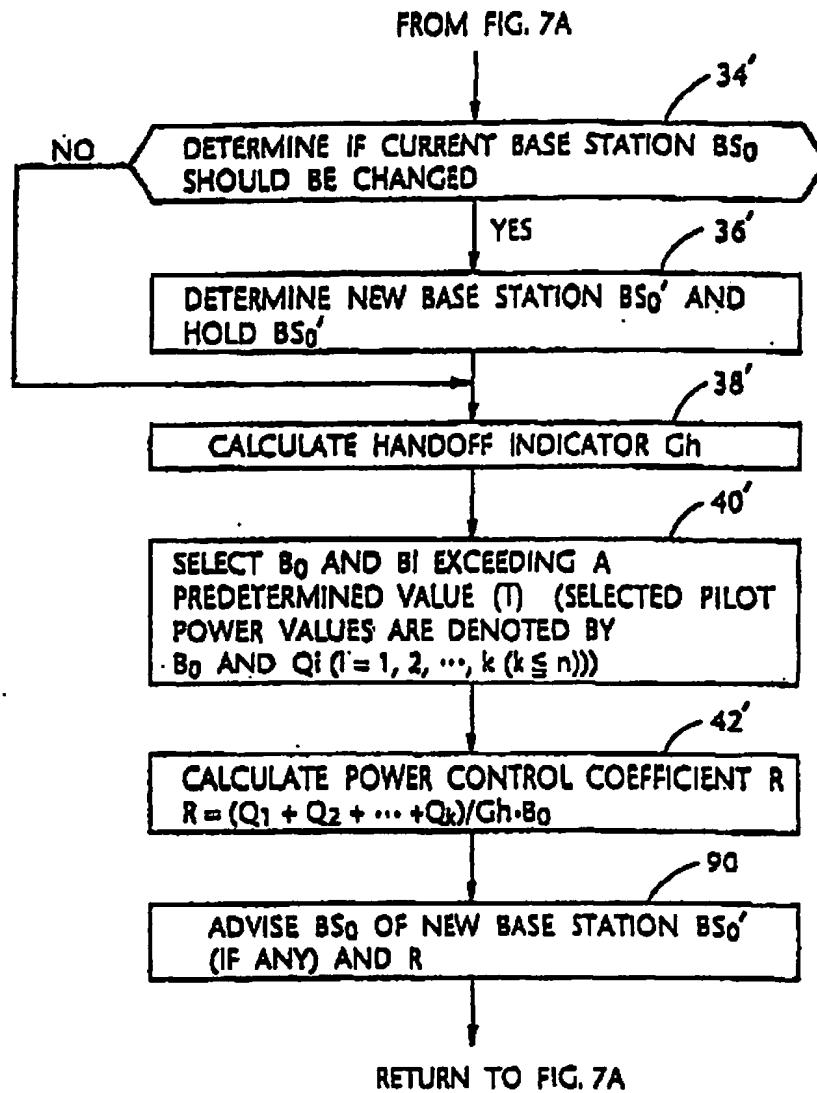 FROM FIG. 7A
34′
NO
DETERMINE IF CURRENT BASE STATION BS₀
SHOULD BE CHANGED
YES
36′
DETERMINE NEW BASE STATION BS₀′ AND
HOLD BS₀′
38′
CALCULATE HANDOFF INDICATOR Gh
40′
SELECT B₀ AND Bi EXCEEDING A
PREDETERMINED VALUE (T) (SELECTED PILOT
POWER VALUES ARE DENOTED BY
B₀ AND Qi (i = 1, 2, ···, k (k ≦ n)))
42′
CALCULATE POWER CONTROL COEFFICIENT R
R = (Q₁ + Q₂ + ··· +Qₖ)/Gh·B₀
90
ADVISE BS₀ OF NEW BASE STATION BS₀′
(IF ANY) AND R
RETURN TO FIG. 7A